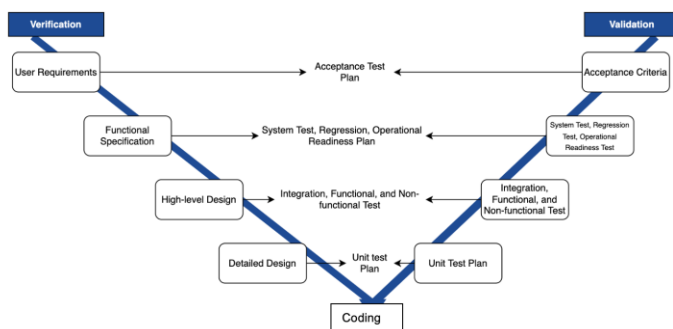 Verification
Validation
User Requirements
Acceptance Test
Plan
Acceptance Criteria
Functional
Specification
System Test, Regression, Operational
Readiness Plan
System Test, Regression
Test, Operational
Readiness Test
High-level Design
Integration, Functional, and Non-
functional Test
Integration,
Functional, and
Non-functional Test
Detailed Design
Unit test
Plan
Unit Test Plan
Coding